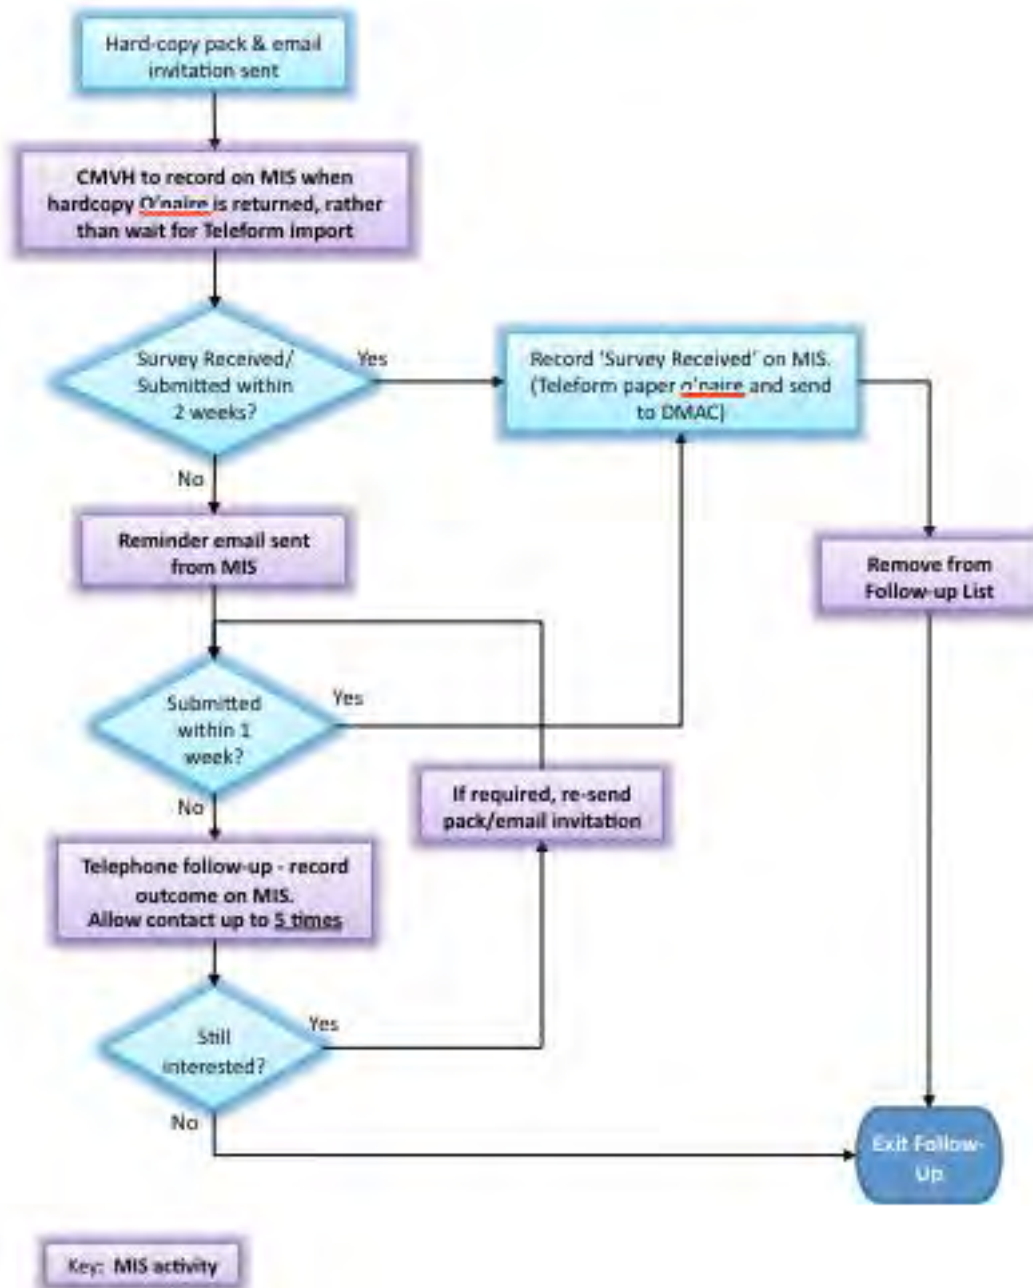 Hard-copy pack & email
invitation sent
CMVH to record on MIS when
hardcopy Q'naire is returned, rather
than wait for Teleform import
Survey Received/
Submitted within
2 weeks?
Yes
Record 'Survey Received' on MIS.
(Teleform paper q'naire and send
to DMAC)
No
Reminder email sent
from MIS
Remove from
Follow-up List
Submitted
within 1
week?
Yes
If required, re-send
pack/email invitation
No
Telephone follow-up - record
outcome on MIS.
Allow contact up to 5 times
Still
interested?
Yes
No
Exit Follow-
Up
Key: MIS activity